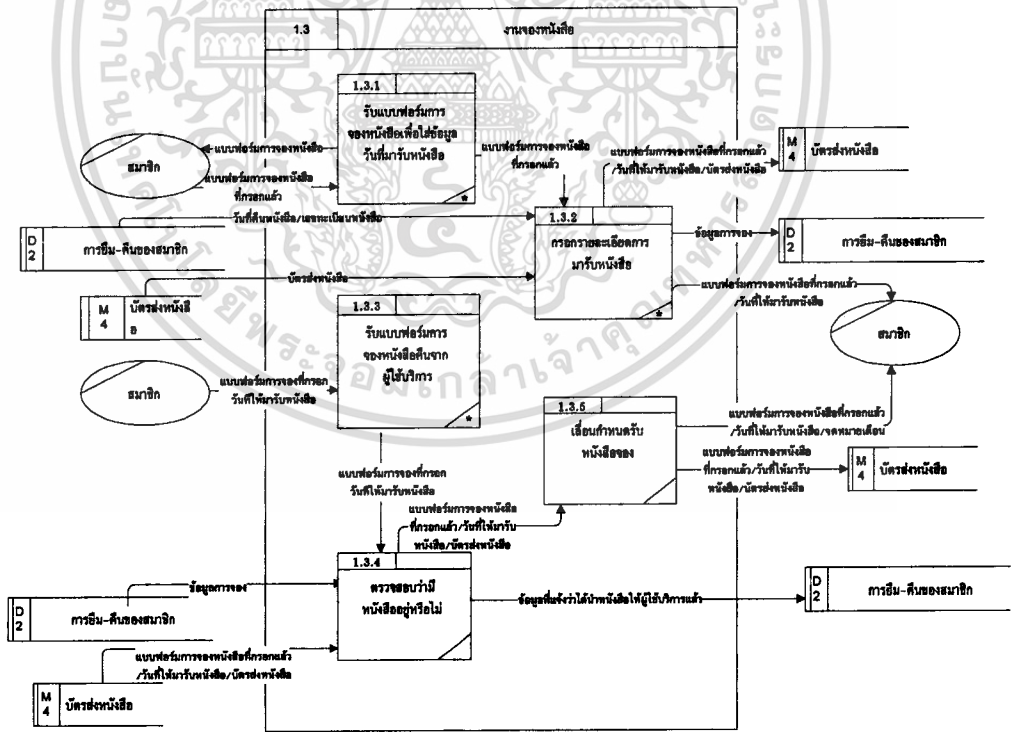 1.3
งานจองหนังสือ
1.3.1
รับแบบฟอร์มการ
จองหนังสือเพื่อใส่ข้อมูล
วันที่มารับหนังสือ
สมาชิก
แบบฟอร์มการจองหนังสือ
แบบฟอร์มการจองหนังสือ
ที่กรอกแล้ว
แบบฟอร์มการจองหนังสือ
ที่กรอกแล้ว
แบบฟอร์มการจองหนังสือที่กรอกแล้ว
/วันที่ให้มารับหนังสือ/บัตรส่งหนังสือ
M
4
บัตรส่งหนังสือ
*
วันที่คืนหนังสือ/เลขทะเบียนหนังสือ
D
2
การยืม-คืนของสมาชิก
1.3.2
กรอกรายละเอียดการ
มารับหนังสือ
*
ข้อมูลการจอง
D
2
การยืม-คืนของสมาชิก
บัตรส่งหนังสือ
M
4
บัตรส่งหนังสื
อ
แบบฟอร์มการจองหนังสือที่กรอกแล้ว
/วันที่ให้มารับหนังสือ
สมาชิก
1.3.3
รับแบบฟอร์มการ
จองหนังสือคืนจาก
ผู้ใช้บริการ
*
สมาชิก
แบบฟอร์มการจองที่กรอก
วันที่ให้มารับหนังสือ
1.3.5
เลื่อนกำหนดรับ
หนังสือจอง
แบบฟอร์มการจองหนังสือที่กรอกแล้ว
/วันที่ให้มารับหนังสือ/จดหมายเตือน
แบบฟอร์มการจองหนังสือ
ที่กรอกแล้ว/วันที่ให้มารับ
หนังสือ/บัตรส่งหนังสือ
M
4
บัตรส่งหนังสือ
แบบฟอร์มการจองที่กรอก
วันที่ให้มารับหนังสือ
แบบฟอร์มการจองหนังสือ
ที่กรอกแล้ว/วันที่ให้มารับ
หนังสือ/บัตรส่งหนังสือ
1.3.4
ตรวจสอบว่ามี
หนังสืออยู่หรือไม่
ข้อมูลการจอง
D
2
การยืม-คืนของสมาชิก
ข้อมูลที่แจ้งว่าได้นำหนังสือให้ผู้ใช้บริการแล้ว
D
2
การยืม-คืนของสมาชิก
แบบฟอร์มการจองหนังสือที่กรอกแล้ว
/วันที่ให้มารับหนังสือ/บัตรส่งหนังสือ
M
4
บัตรส่งหนังสือ